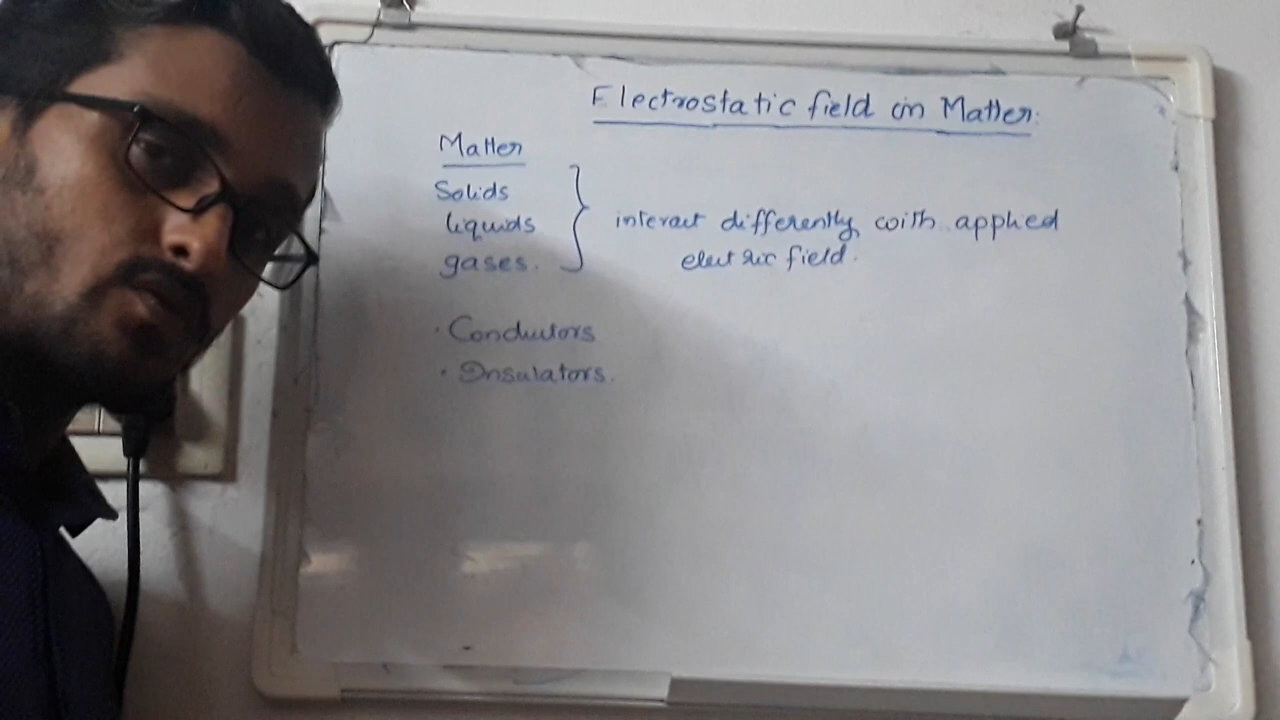 Electrostatic field in Matter:
Matter
Solids
liquids
gases.
interact differently with applied
electric field.
· Conductors
· Insulators.